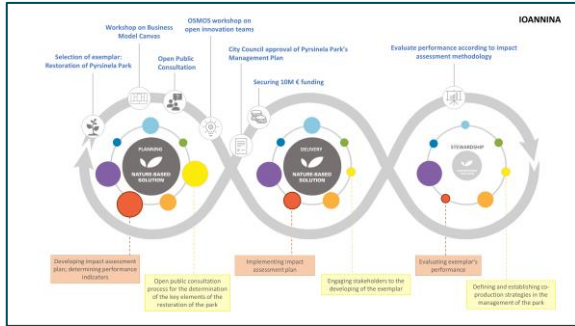 IOANNINA
Workshop on Business
Model Canvas
OSMOS workshop on
open innovation teams
Selection of exemplar:
Restoration of Pyrsinela Park
Open Public
Consultation
City Council approval of Pyrsinela Park's
Management Plan
Securing 10M € funding
Evaluate performance according to impact
assessment methodology
PLANNING
NATURE-BASED
SOLUTION
DELIVERY
NATURE-BASED
SOLUTION
STEWARDSHIP
Developing impact assessment
plan; determining performance
indicators
Open public consultation
process for the determination
of the key elements of the
restoration of the park
Implementing impact
assessment plan
Engaging stakeholders to the
developing of the exemplar
Evaluating exemplar's
performance
Defining and establishing co-
production strategies in the
management of the park